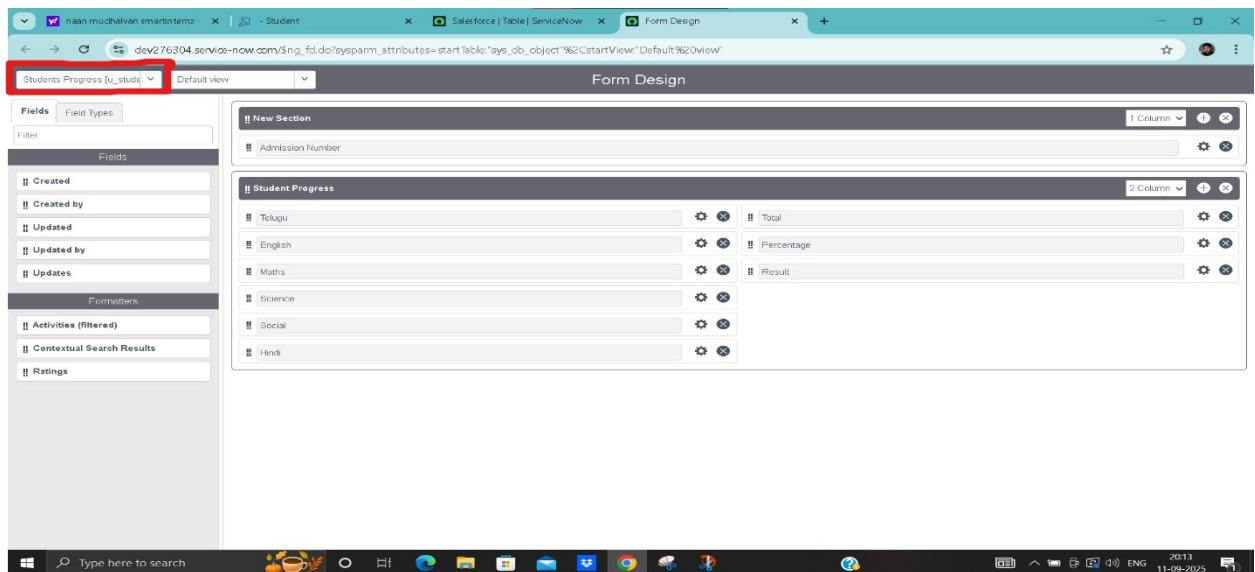 naan mudhalvan smartinternz -
- Student
Salesforce | Table | ServiceNow
Form Design
dev276304.service-now.com/$ng_fd.do?sysparm_attributes=startTable:"sys_db_object"%2CstartView:"Default%20view"
Students Progress [u_stude
Default view
Form Design
Fields
Field Types
Filter
Fields
Created
Created by
Updated
Updated by
Updates
Formatters
Activities (filtered)
Contextual Search Results
Ratings
New Section
1 Column
Admission Number
Student Progress
2 Column
Telugu
Total
English
Percentage
Maths
Result
Science
Social
Hindi
Type here to search
ENG
20:13
11-09-2025